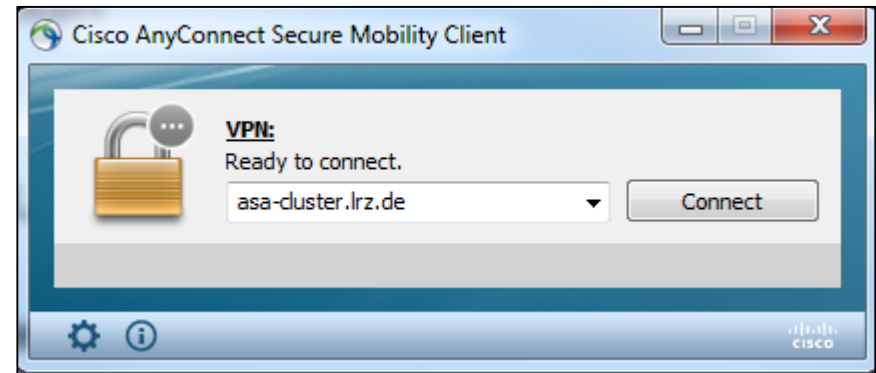 Cisco AnyConnect Secure Mobility Client
VPN:
Ready to connect.
asa-cluster.lrz.de
Connect
CISCO